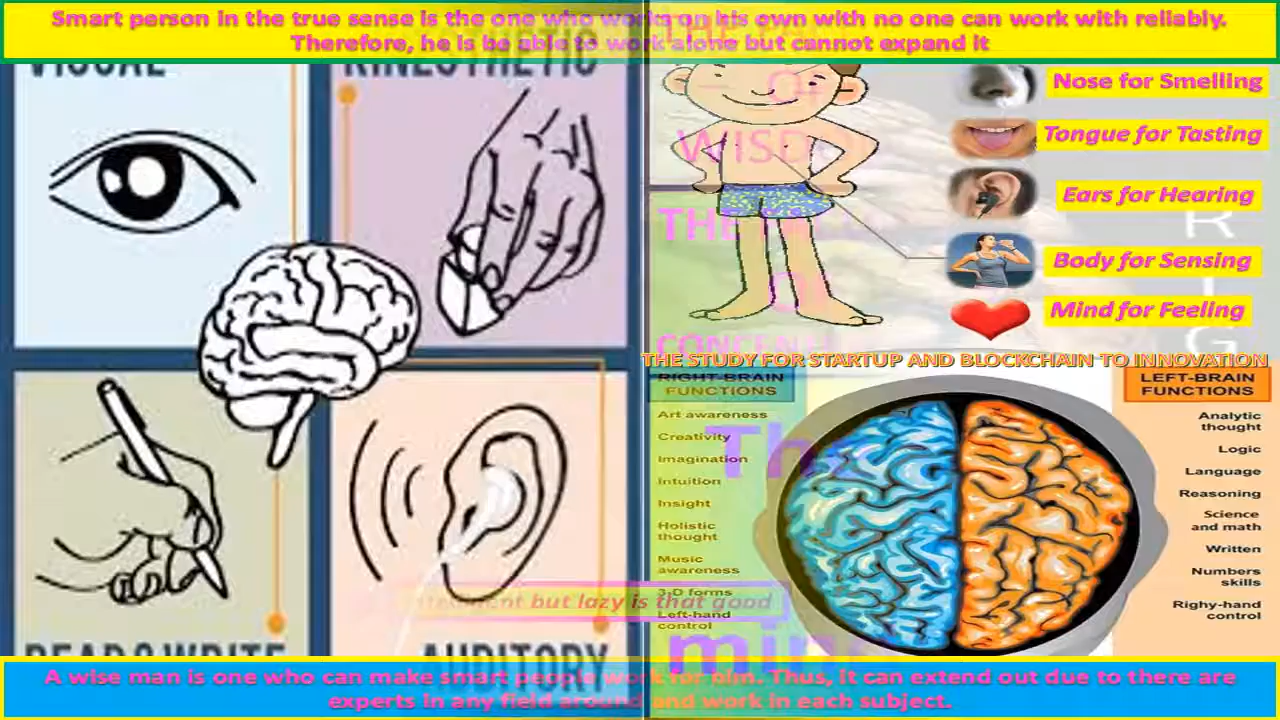 Smart person in the true sense is the one who works on his own with no one can work with reliably.
Therefore, he is be able to work alone but cannot expand it
VISUAL
KINESTHETIC
READ&WRITE
AUDITORY
Nose for Smelling
Tongue for Tasting
Ears for Hearing
Body for Sensing
Mind for Feeling
WISDOM
THE
THE STUDY FOR STARTUP AND BLOCKCHAIN TO INNOVATION
RIGHT-BRAIN
FUNCTIONS
Art awareness
Creativity
Imagination
Intuition
Insight
Holistic
thought
Music
awareness
3-D forms
Left-hand
control
LEFT-BRAIN
FUNCTIONS
Analytic
thought
Logic
Language
Reasoning
Science
and math
Written
Numbers
skills
Righy-hand
control
but lazy is that good
A wise man is one who can make smart people work for him. Thus, it can extend out due to there are
experts in any field around and work in each subject.